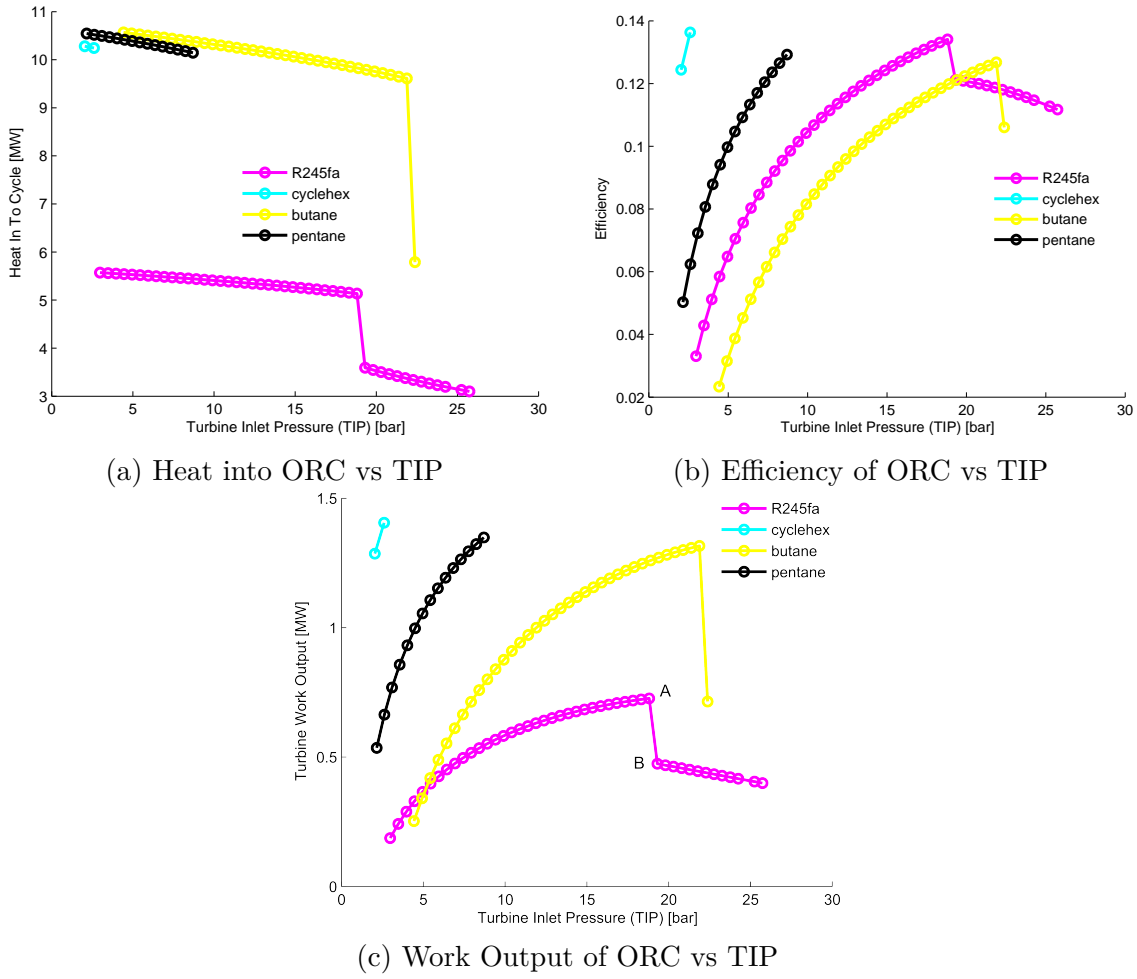 11
10
9
8
7
6
5
4
3
Heat In To Cycle [MW]
R245fa
cyclehex
butane
pentane
0
5
10
15
20
25
30
Turbine Inlet Pressure (TIP) [bar]
(a) Heat into ORC vs TIP
0.14
0.12
0.1
0.08
0.06
0.04
0.02
Efficiency
R245fa
cyclehex
butane
pentane
0
5
10
15
20
25
30
Turbine Inlet Pressure (TIP) [bar]
(b) Efficiency of ORC vs TIP
1.5
1
0.5
0
Turbine Work Output [MW]
R245fa
cyclehex
butane
pentane
A
B
0
5
10
15
20
25
30
Turbine Inlet Pressure (TIP) [bar]
(c) Work Output of ORC vs TIP